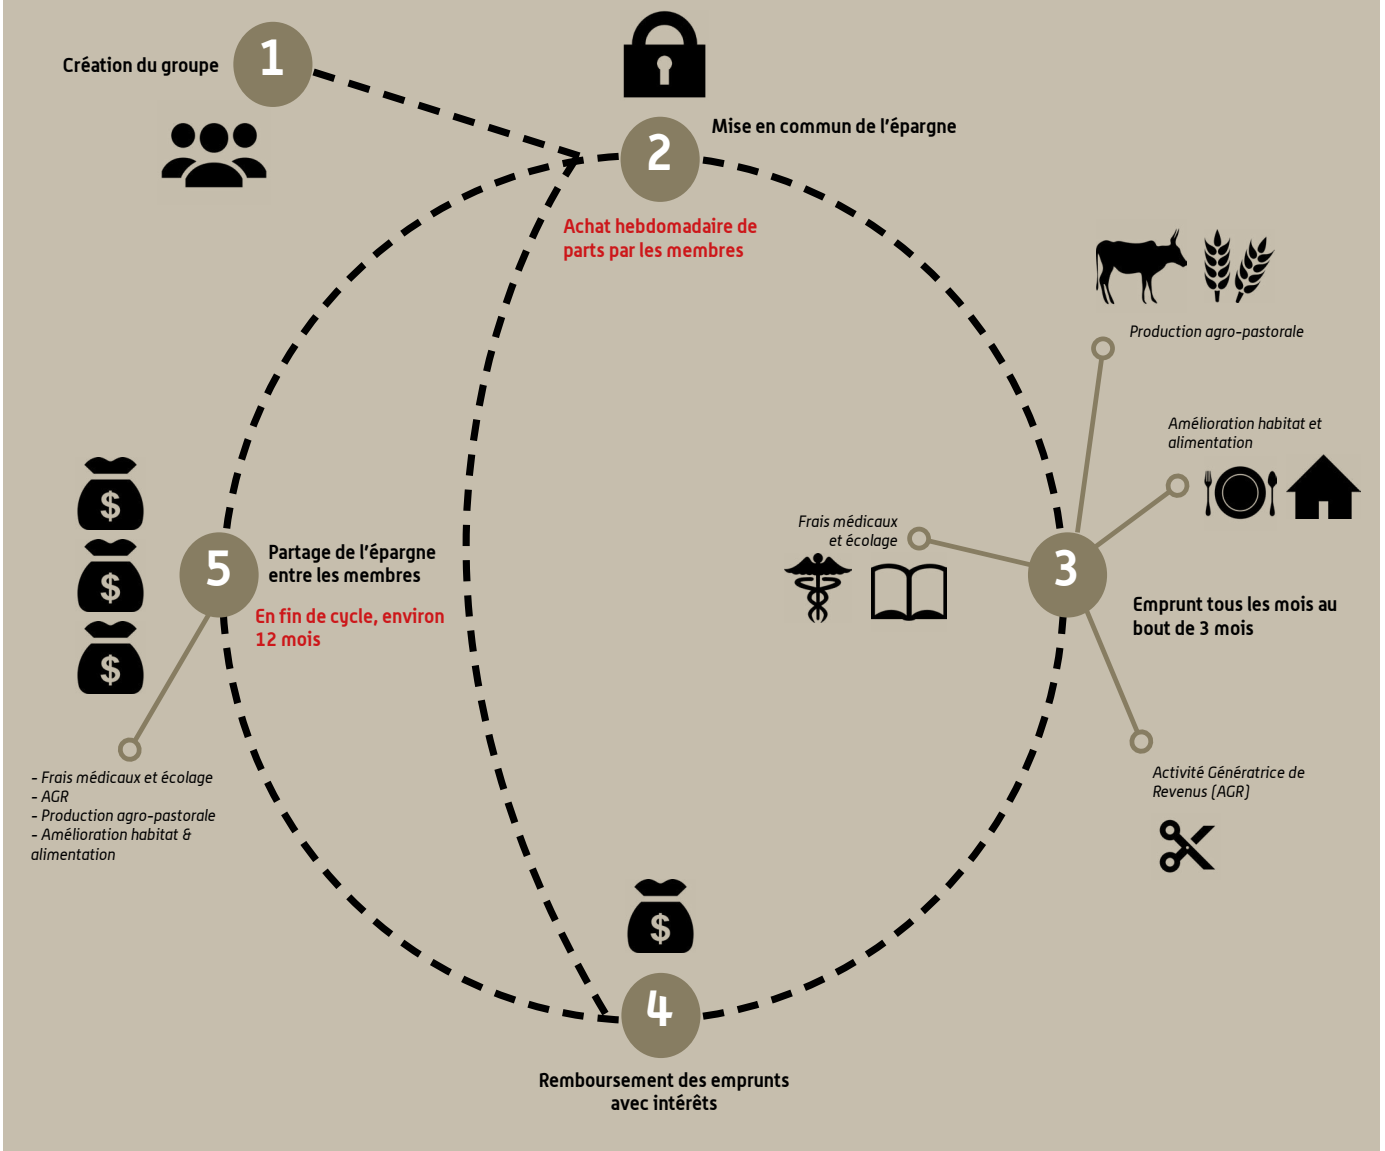 Création du groupe
1
2
Mise en commun de l'épargne
Achat hebdomadaire de
parts par les membres
Production agro-pastorale
Amélioration habitat et
alimentation
Frais médicaux
et écolage
3
Emprunt tous les mois au
bout de 3 mois
Activité Génératrice de
Revenus (AGR)
4
Remboursement des emprunts
avec intérêts
$
5
Partage de l'épargne
entre les membres
En fin de cycle, environ
12 mois
$
$
$
- Frais médicaux et écolage
- AGR
- Production agro-pastorale
- Amélioration habitat &
alimentation